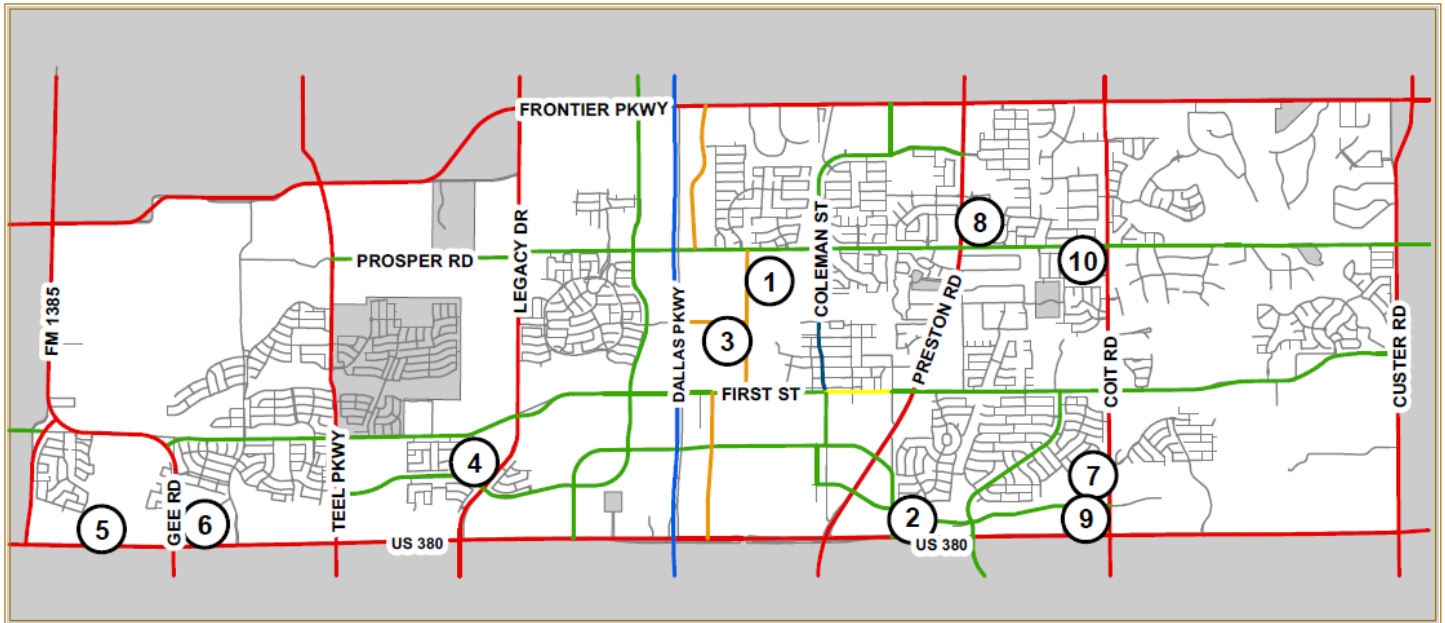 FRONTIER PKWY
LEGACY DR
COLEMAN ST
8
PROSPER RD
10
1
FM 1385
DALLAS PKWY
3
PRESTON RD
COIT RD
CUSTER RD
FIRST ST
TEEL PKWY
4
7
GEE RD
5
6
2
9
US 380
US 380